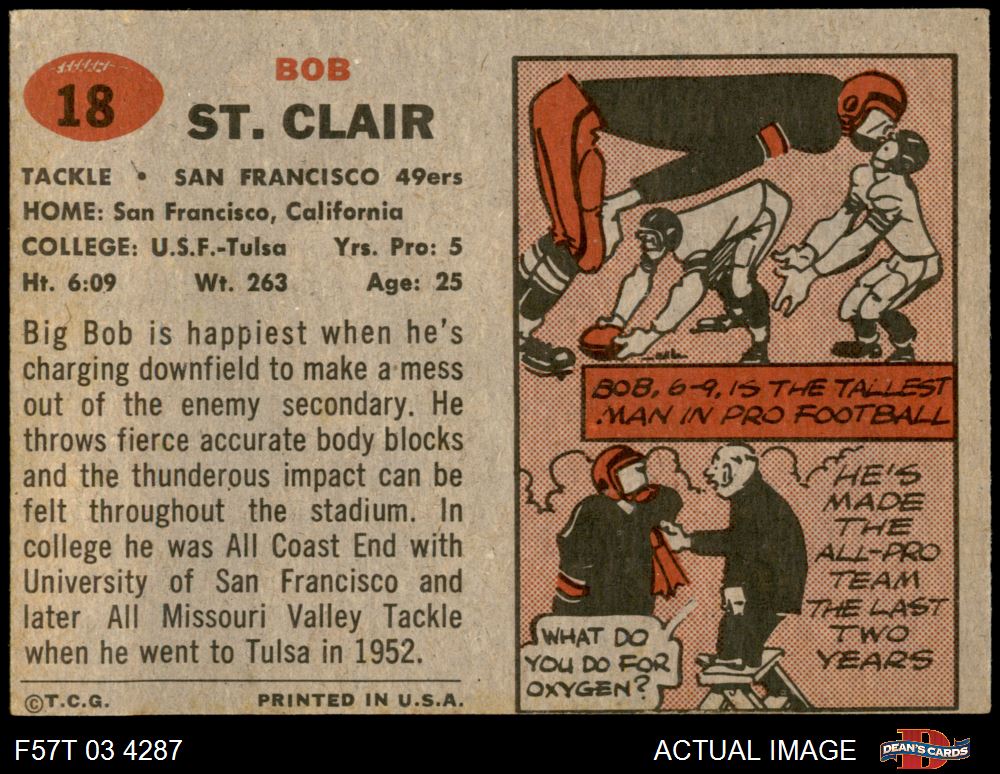 18
BOB
ST. CLAIR
TACKLE • SAN FRANCISCO 49ers
HOME: San Francisco, California
COLLEGE: U.S.F.-Tulsa Yrs. Pro: 5
Ht. 6:09 Wt. 263 Age: 25
Big Bob is happiest when he's
charging downfield to make a mess
out of the enemy secondary. He
throws fierce accurate body blocks
and the thunderous impact can be
felt throughout the stadium. In
college he was All Coast End with
University of San Francisco and
later All Missouri Valley Tackle
when he went to Tulsa in 1952.
©T.C.G. PRINTED IN U.S.A.
BOB, 6-9, IS THE TALLEST
MAN IN PRO FOOTBALL
HE'S
MADE
THE
ALL-PRO
TEAM
THE LAST
TWO
YEARS
WHAT DO
YOU DO FOR
OXYGEN?
F57T 03 4287
ACTUAL IMAGE
DEAN'S CARDS